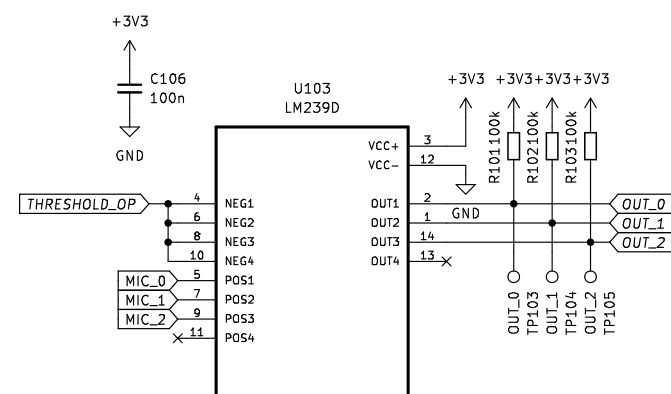 +3V3
C106
100n
GND
U103
LM239D
+3V3
+3V3
+3V3
+3V3
R101
100k
R102
100k
R103
100k
3
VCC+
12
VCC-
GND
THRESHOLD_OP
4
NEG1
6
NEG2
8
NEG3
10
NEG4
MIC_0
5
POS1
MIC_1
7
POS2
MIC_2
9
POS3
11
POS4
OUT1
2
OUT_0
OUT2
1
OUT_1
OUT3
14
OUT_2
OUT4
13
OUT_0
TP103
OUT_1
TP104
OUT_2
TP105